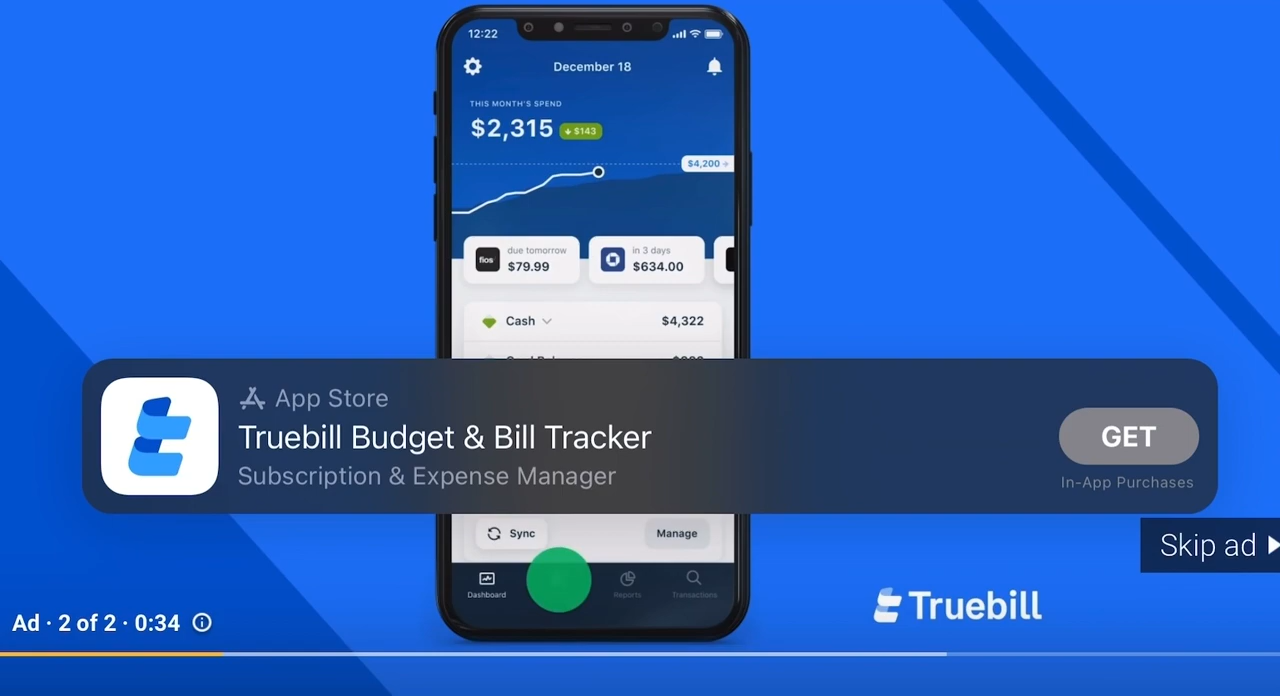 12:22
December 18
THIS MONTH'S SPEND
$2,315 $143
$4,200
fios due tomorrow
$79.99
in 3 days
$634.00
Cash $4,322
App Store
Truebill Budget & Bill Tracker
Subscription & Expense Manager
GET
In-App Purchases
Sync Manage
Skip ad
Dashboard Reports Transactions
Truebill
Ad · 2 of 2 · 0:34